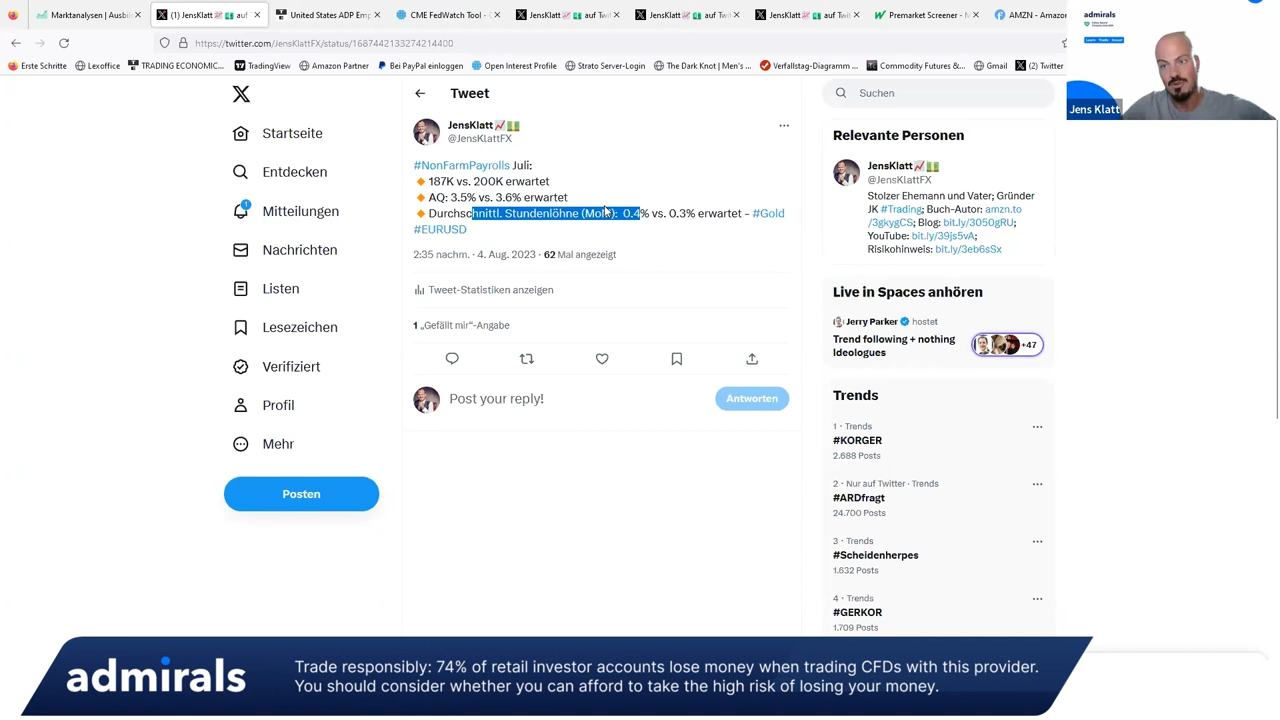 Marktanalysen | Ausbil
(1) JensKlatt📈💵 auf
United States ADP Emp
CME FedWatch Tool - C
JensKlatt📈💵 auf Twit
JensKlatt📈💵 auf Twi
JensKlatt📈💵 auf Twit
Premarket Screener - M
AMZN - Amazo
https://twitter.com/JensKlattFX/status/1687442133274214400
Erste Schritte
Lexoffice
TRADING ECONOMIC...
TradingView
Amazon Partner
Bei PayPal einloggen
Open Interest Profile
Strato Server-Login
The Dark Knot | Men's ...
Verfallstag-Diagramm ...
Commodity Futures &...
Gmail
(2) Twitter
admirals
Jens Klatt
Startseite
Entdecken
1
Mitteilungen
Nachrichten
Listen
Lesezeichen
Verifiziert
Profil
Mehr
Posten
Tweet
JensKlatt📈💵
@JensKlattFX
#NonFarmPayrolls Juli:
🔸187K vs. 200K erwartet
🔸AQ: 3.5% vs. 3.6% erwartet
🔸Durchschnittl. Stundenlöhne (MoM): 0.4% vs. 0.3% erwartet - #Gold
#EURUSD
2:35 nachm. · 4. Aug. 2023 · 62 Mal angezeigt
Tweet-Statistiken anzeigen
1 „Gefällt mir“-Angabe
Post your reply!
Antworten
Suchen
Relevante Personen
JensKlatt📈💵
@JensKlattFX
Stolzer Ehemann und Vater; Gründer
JK #Trading; Buch-Autor: amzn.to
/3gkygCS; Blog: bit.ly/3050gRU;
YouTube: bit.ly/39js5vA;
Risikohinweis: bit.ly/3eb6sSx
Live in Spaces anhören
Jerry Parker hostet
Trend following + nothing
Ideologues
+47
Trends
1 · Trends
#KORGER
2.688 Posts
2 · Nur auf Twitter · Trends
#ARDfragt
24.700 Posts
3 · Trends
#Scheidenherpes
1.632 Posts
4 · Trends
#GERKOR
1.709 Posts
admirals
Trade responsibly: 74% of retail investor accounts lose money when trading CFDs with this provider.
You should consider whether you can afford to take the high risk of losing your money.